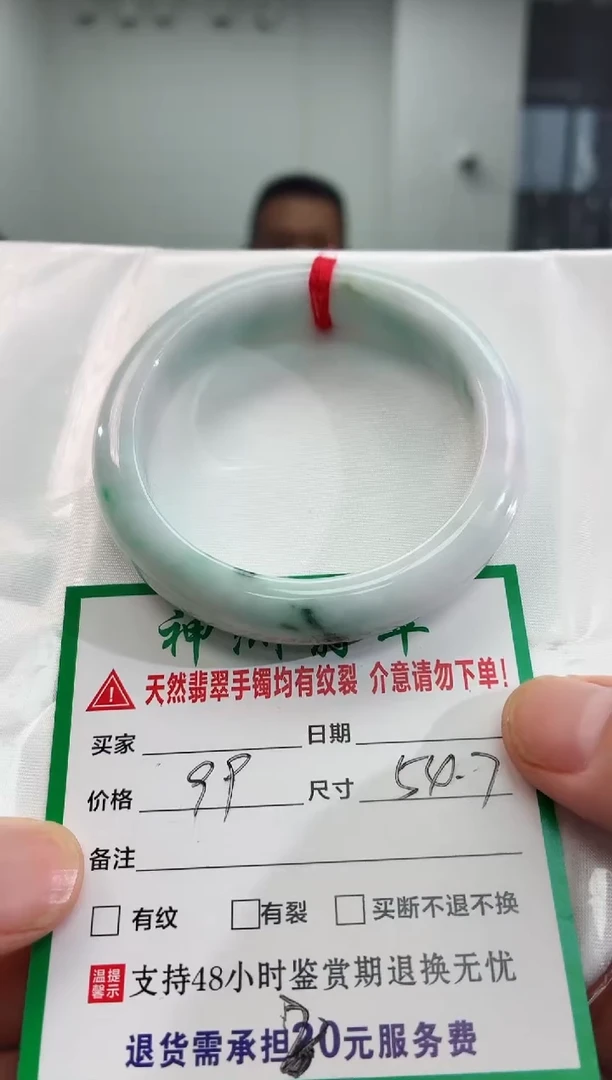 天然翡翠手镯均有纹裂 介意请勿下单!
买家 日期
价格 99 尺寸 54.7
备注
有纹 有裂 买断不退不换
温馨提示 支持48小时鉴赏期退换无忧
退货需承担20元服务费